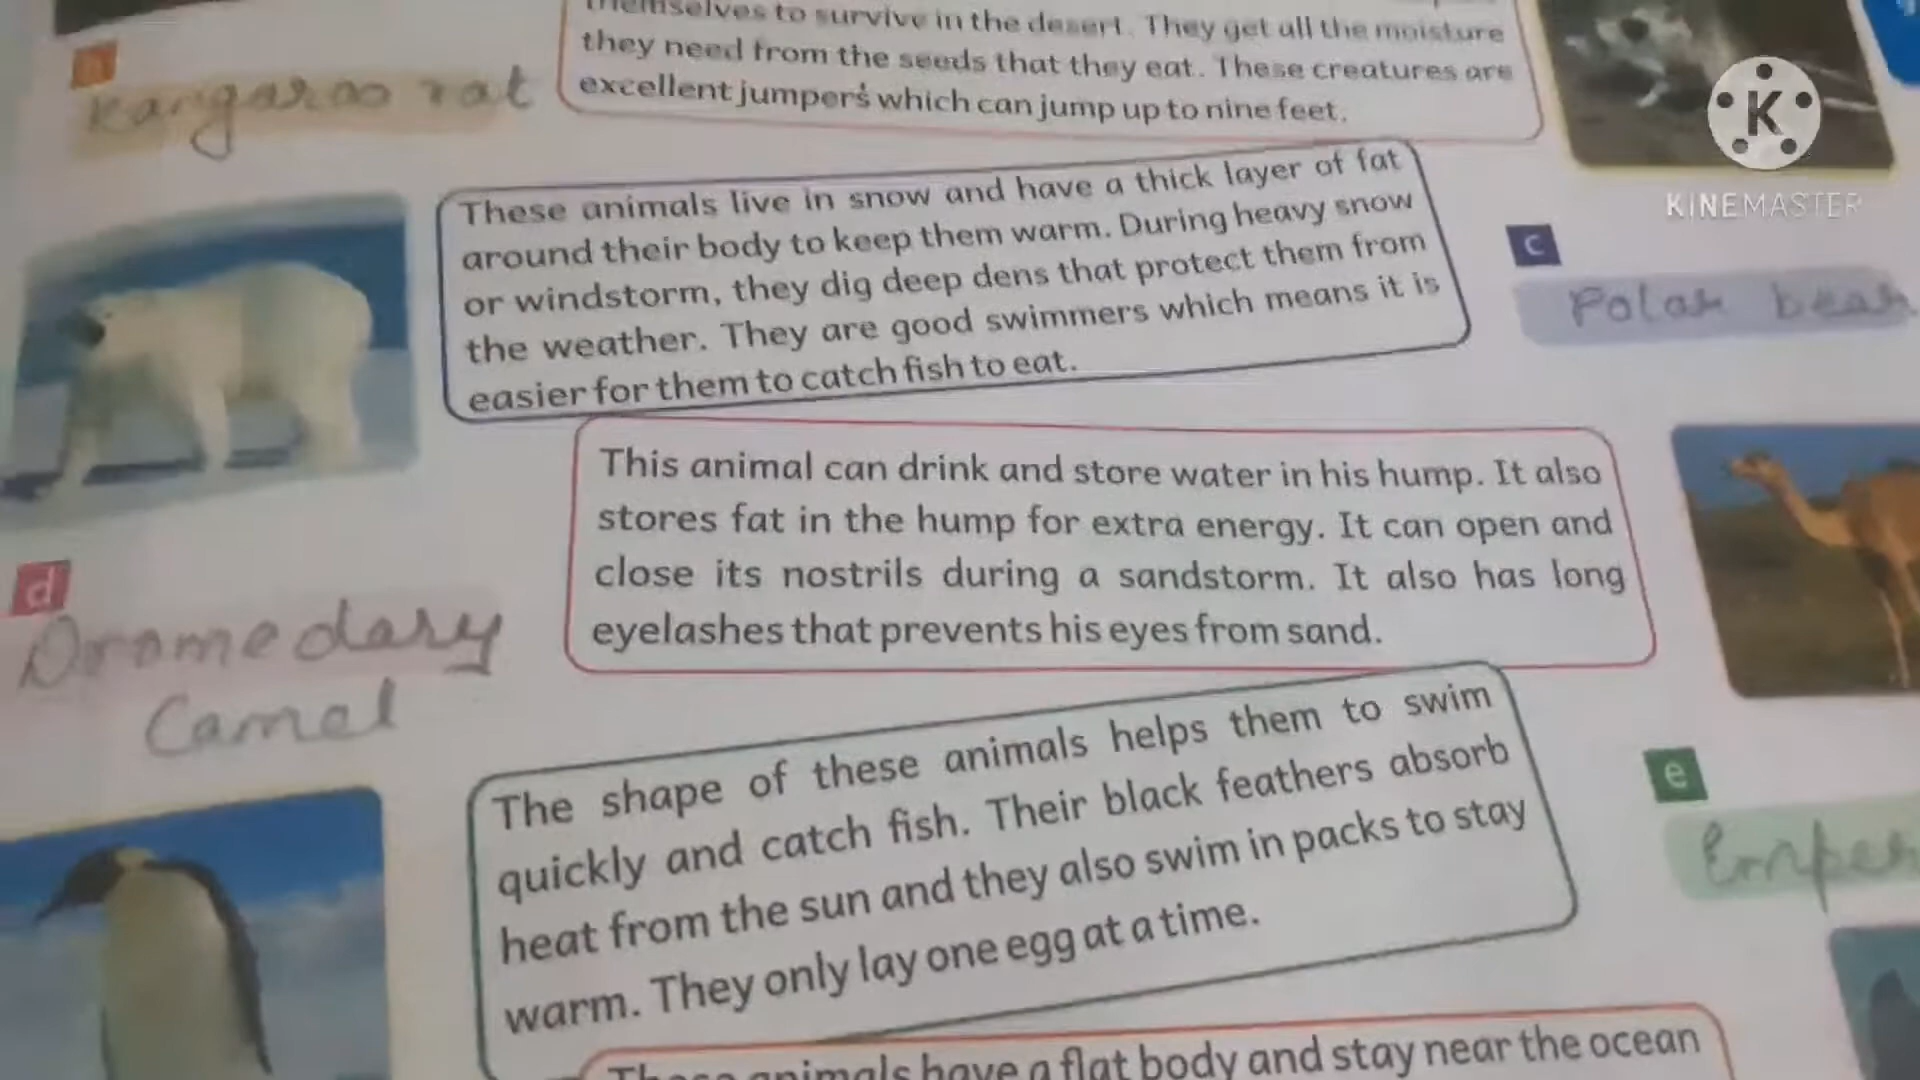 themselves to survive in the desert. They get all the moisture
they need from the seeds that they eat. These creatures are
excellent jumpers which can jump up to nine feet.
Kangaroo rat
K
KINEMASTER
These animals live in snow and have a thick layer of fat
around their body to keep them warm. During heavy snow
or windstorm, they dig deep dens that protect them from
the weather. They are good swimmers which means it is
easier for them to catch fish to eat.
c
Polar bear
This animal can drink and store water in his hump. It also
stores fat in the hump for extra energy. It can open and
close its nostrils during a sandstorm. It also has long
eyelashes that prevents his eyes from sand.
d
Dromedary
Camel
The shape of these animals helps them to swim
quickly and catch fish. Their black feathers absorb
heat from the sun and they also swim in packs to stay
warm. They only lay one egg at a time.
e
Emper
These animals have a flat body and stay near the ocean